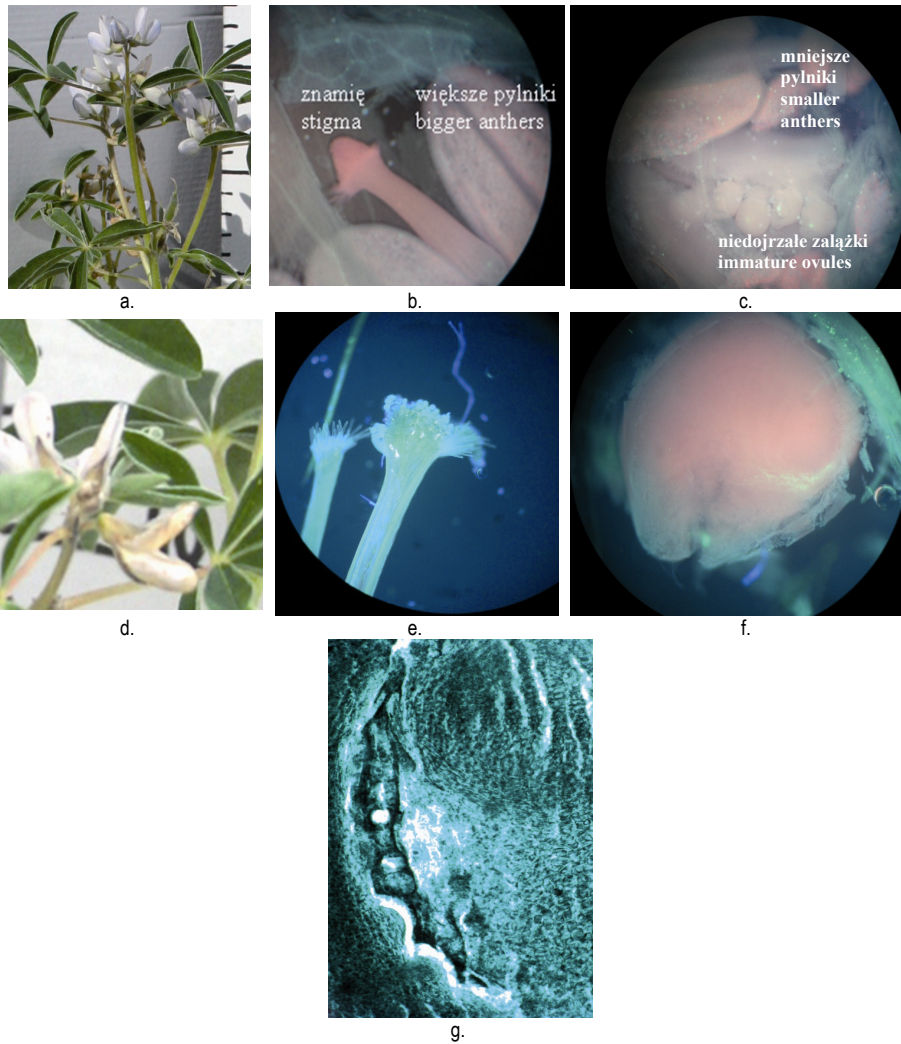 znamię
stigma
większe pylniki
bigger anthers
mniejsze
pylniki
smaller
anthers
niedojrzałe zalążki
immature ovules
a.
b.
c.
d.
e.
f.
g.